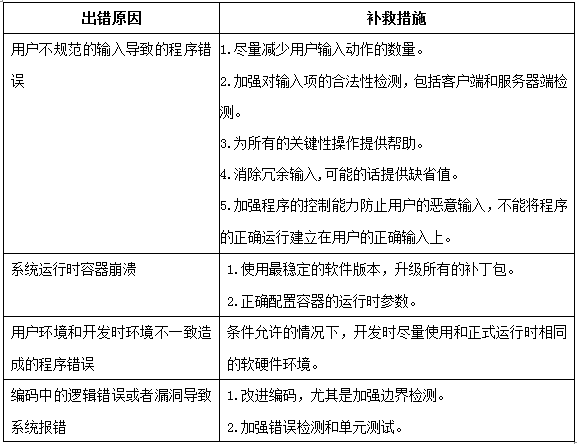 出错原因
补救措施
用户不规范的输入导致的程序错
误
1.尽量减少用户输入动作的数量。
2.加强对输入项的合法性检测，包括客户端和服务器端检
测。
3.为所有的关键性操作提供帮助。
4.消除冗余输入,可能的话提供缺省值。
5.加强程序的控制能力防止用户的恶意输入，不能将程序
的正确运行建立在用户的正确输入上。
系统运行时容器崩溃
1.使用最稳定的软件版本，升级所有的补丁包。
2.正确配置容器的运行时参数。
用户环境和开发时环境不一致造
成的程序错误
条件允许的情况下，开发时尽量使用和正式运行时相同
的软硬件环境。
编码中的逻辑错误或者漏洞导致
系统报错
1.改进编码，尤其是加强边界检测。
2.加强错误检测和单元测试。